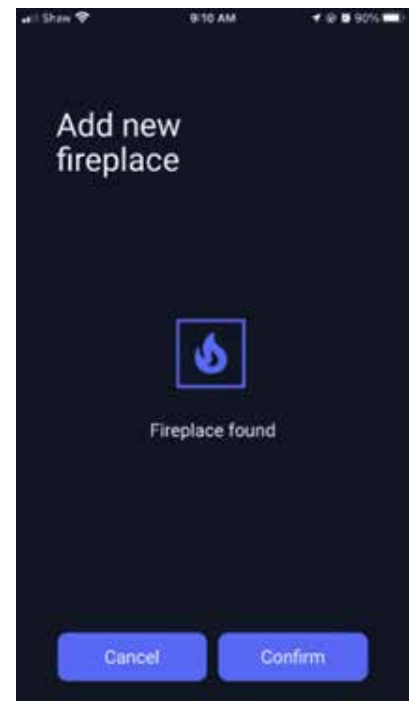 Shaw 9:10 AM 90%
Add new
fireplace
Fireplace found
Cancel Confirm